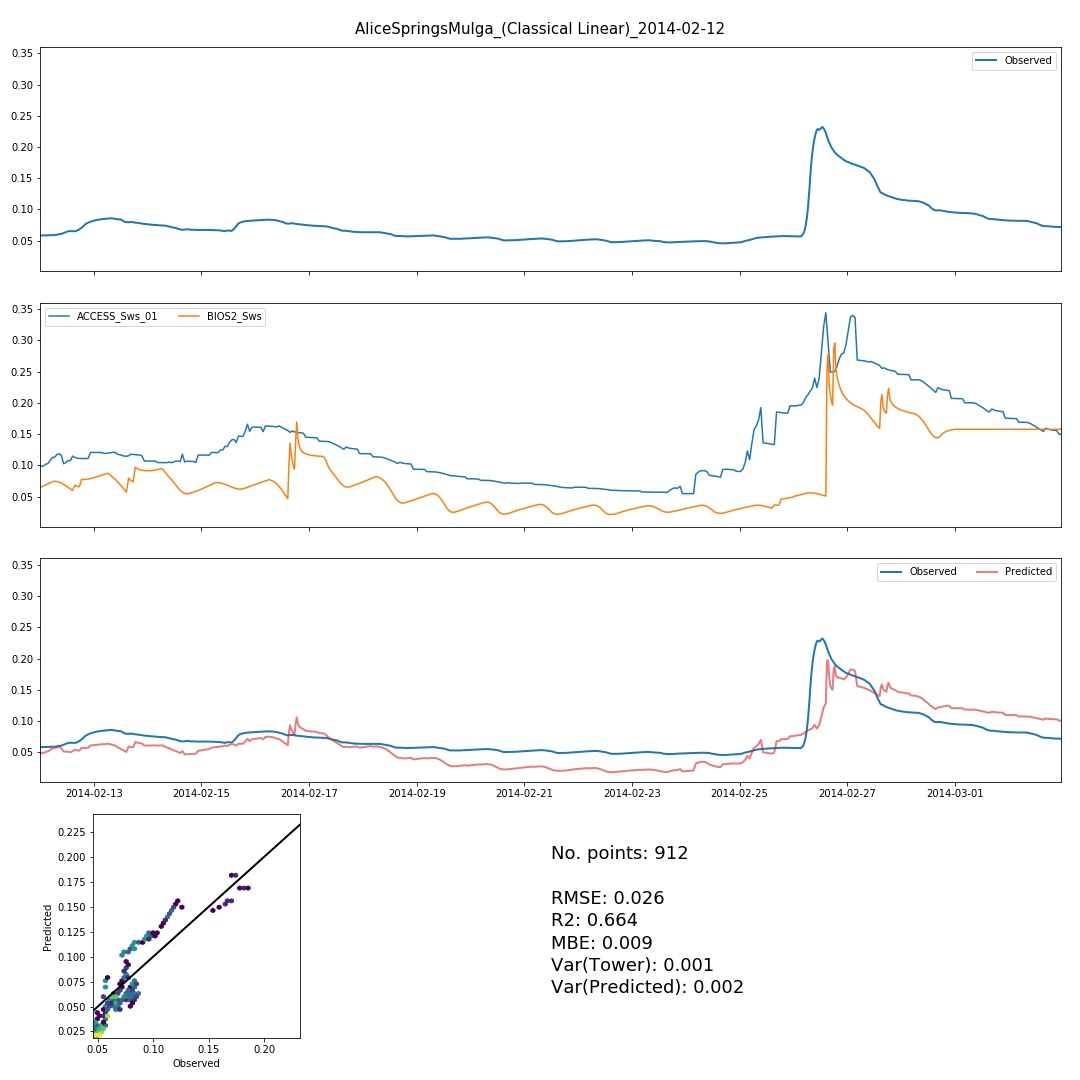 AliceSpringsMulga_(Classical Linear)_2014-02-12
0.35
0.30
0.25
0.20
0.15
0.10
0.05
Observed
0.35
0.30
0.25
0.20
0.15
0.10
0.05
ACCESS_Sws_01 BIOS2_Sws
0.35
0.30
0.25
0.20
0.15
0.10
0.05
Observed Predicted
2014-02-13 2014-02-15 2014-02-17 2014-02-19 2014-02-21 2014-02-23 2014-02-25 2014-02-27 2014-03-01
0.225
0.200
0.175
0.150
0.125
0.100
0.075
0.050
0.025
Predicted
0.05 0.10 0.15 0.20
Observed
No. points: 912
RMSE: 0.026
R2: 0.664
MBE: 0.009
Var(Tower): 0.001
Var(Predicted): 0.002